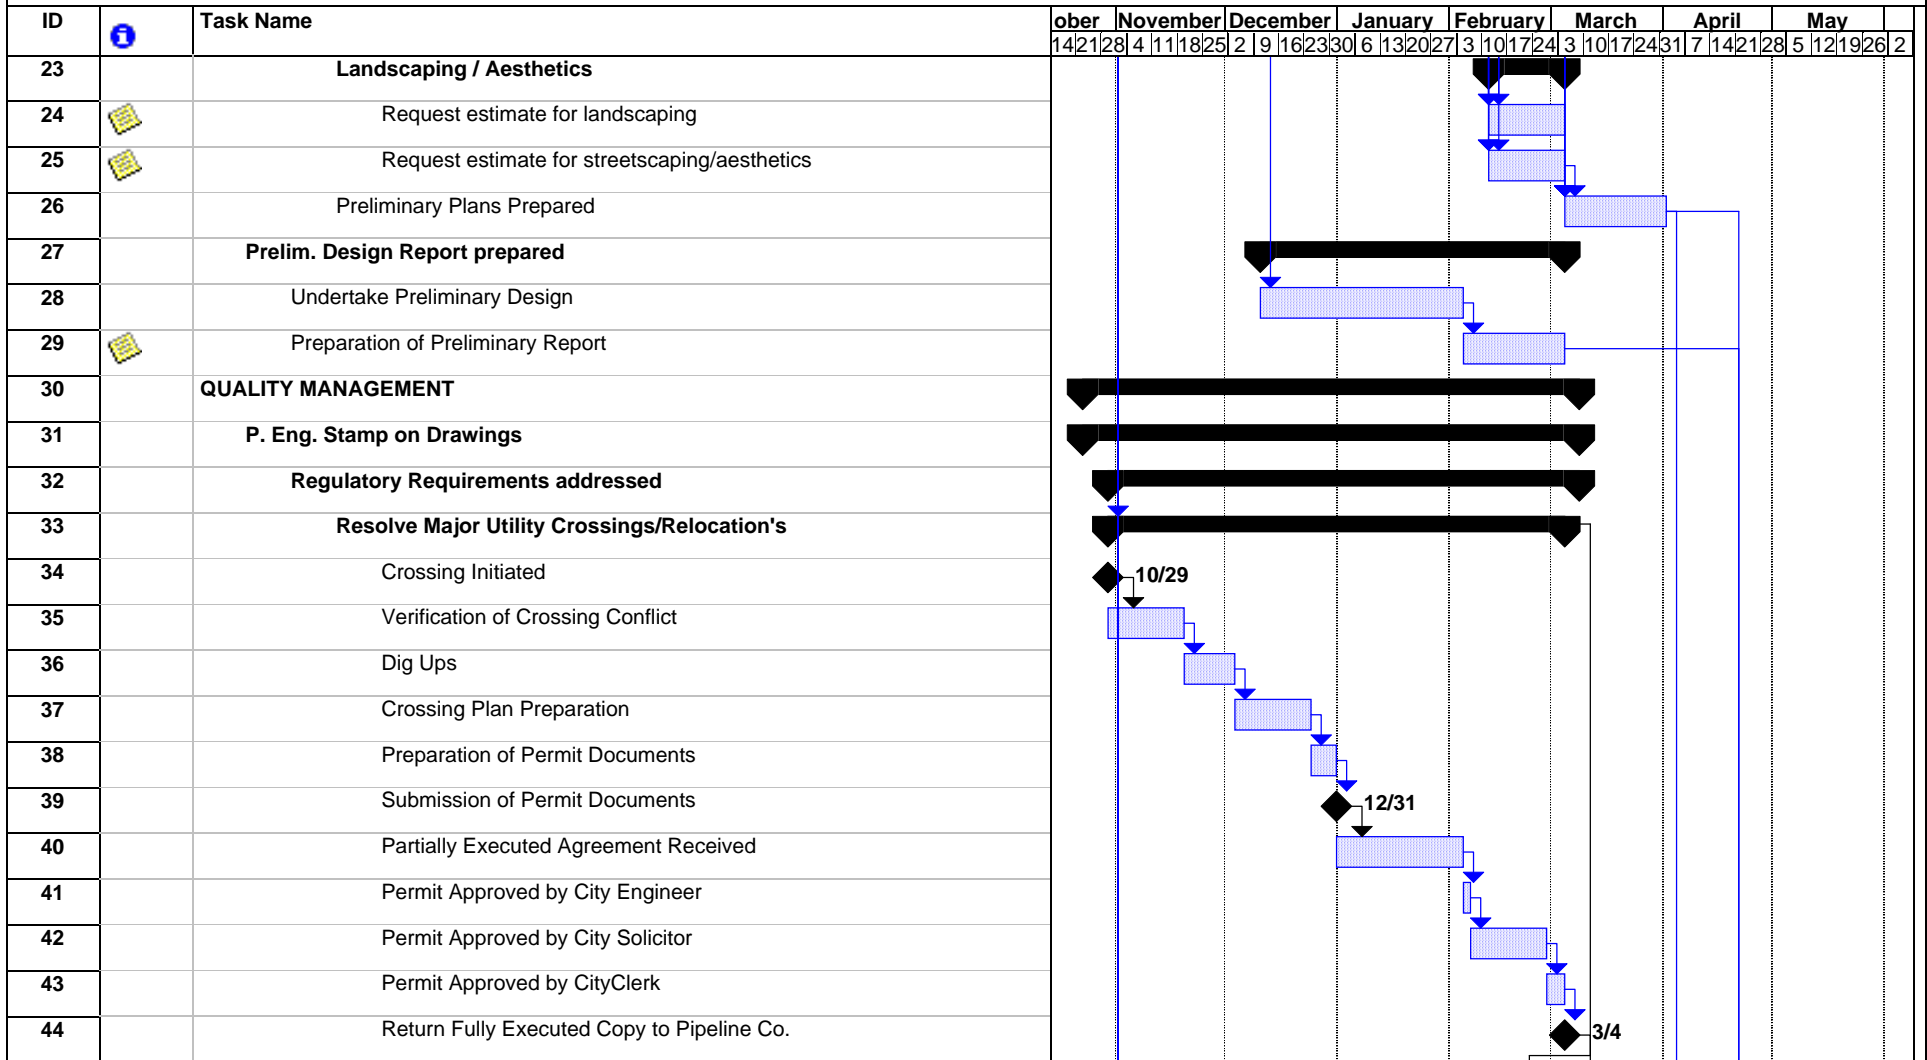 ID Task Name ober November December January February March April May
14 21 28 4 11 18 25 2 9 16 23 30 6 13 20 27 3 10 17 24 3 10 17 24 31 7 14 21 28 5 12 19 26 2
23 Landscaping / Aesthetics
24 Request estimate for landscaping
25 Request estimate for streetscaping/aesthetics
26 Preliminary Plans Prepared
27 Prelim. Design Report prepared
28 Undertake Preliminary Design
29 Preparation of Preliminary Report
30 QUALITY MANAGEMENT
31 P. Eng. Stamp on Drawings
32 Regulatory Requirements addressed
33 Resolve Major Utility Crossings/Relocation's
34 Crossing Initiated 10/29
35 Verification of Crossing Conflict
36 Dig Ups
37 Crossing Plan Preparation
38 Preparation of Permit Documents
39 Submission of Permit Documents 12/31
40 Partially Executed Agreement Received
41 Permit Approved by City Engineer
42 Permit Approved by City Solicitor
43 Permit Approved by CityClerk
44 Return Fully Executed Copy to Pipeline Co. 3/4